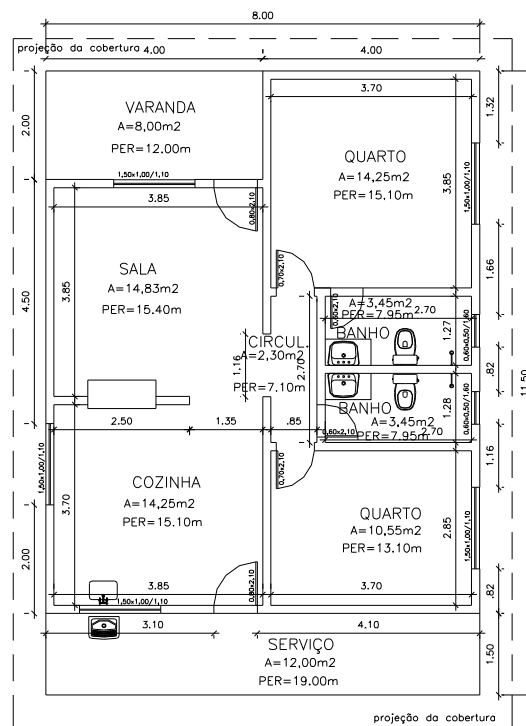 8.00
projeção da cobertura
4.00
4.00
3.70
1.32
2.00
VARANDA
A=8,00m2
PER=12.00m
QUARTO
A=14,25m2
PER=15.10m
1,50x1,00/1,10
1,50x1,00/1,10
3.85
3.85
0,80x2,10
SALA
A=14,83m2
PER=15.40m
4.50
3.85
1.66
0,70x2,10
0,60x2,10
A=3,45m2
PER=7.95m
2.70
BANHO
1.27
0,60x0,50/1,60
CIRCUL.
A=2,30m2
PER=7.10m
1.16
2.70
.82
11.50
BANHO
A=3,45m2
PER=7.95m
2.70
1.28
0,60x0,50/1,60
0,60x2,10
2.50
1.35
.85
1.16
0,70x2,10
1,50x1,00/1,10
COZINHA
A=14,25m2
PER=15.10m
3.70
QUARTO
A=10,55m2
PER=13.10m
2.85
1,50x1,00/1,10
2.00
0,80x2,10
3.85
3.70
.82
1,50x1,00/1,10
3.10
4.10
SERVIÇO
A=12,00m2
PER=19.00m
1.50
projeção da cobertura